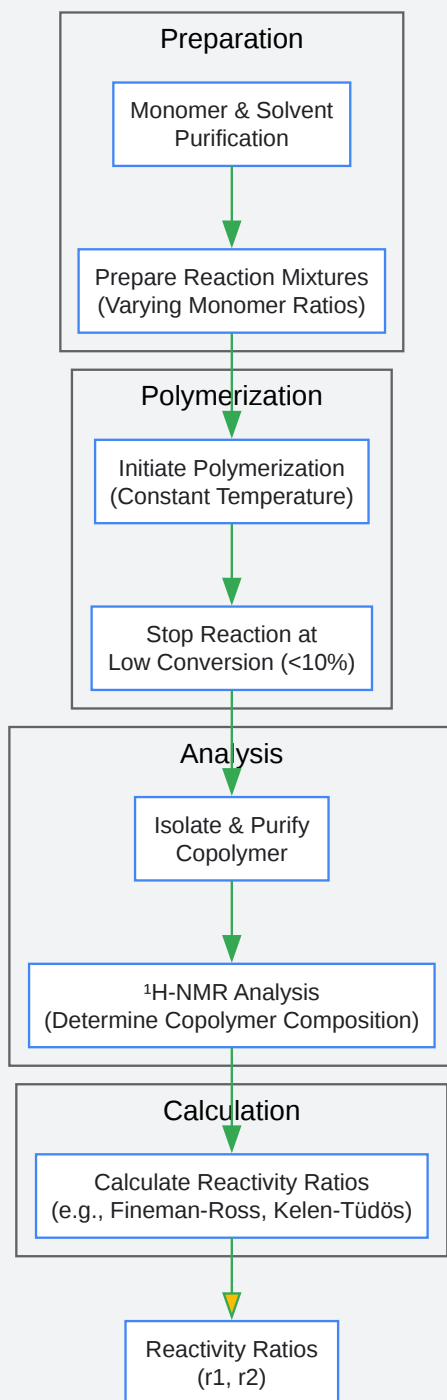 Preparation
Monomer & Solvent
Purification
Prepare Reaction Mixtures
(Varying Monomer Ratios)
Polymerization
Initiate Polymerization
(Constant Temperature)
Stop Reaction at
Low Conversion (<10%)
Analysis
Isolate & Purify
Copolymer
¹H-NMR Analysis
(Determine Copolymer Composition)
Calculation
Calculate Reactivity Ratios
(e.g., Fineman-Ross, Kelen-Tüdös)
Reactivity Ratios
(r1, r2)